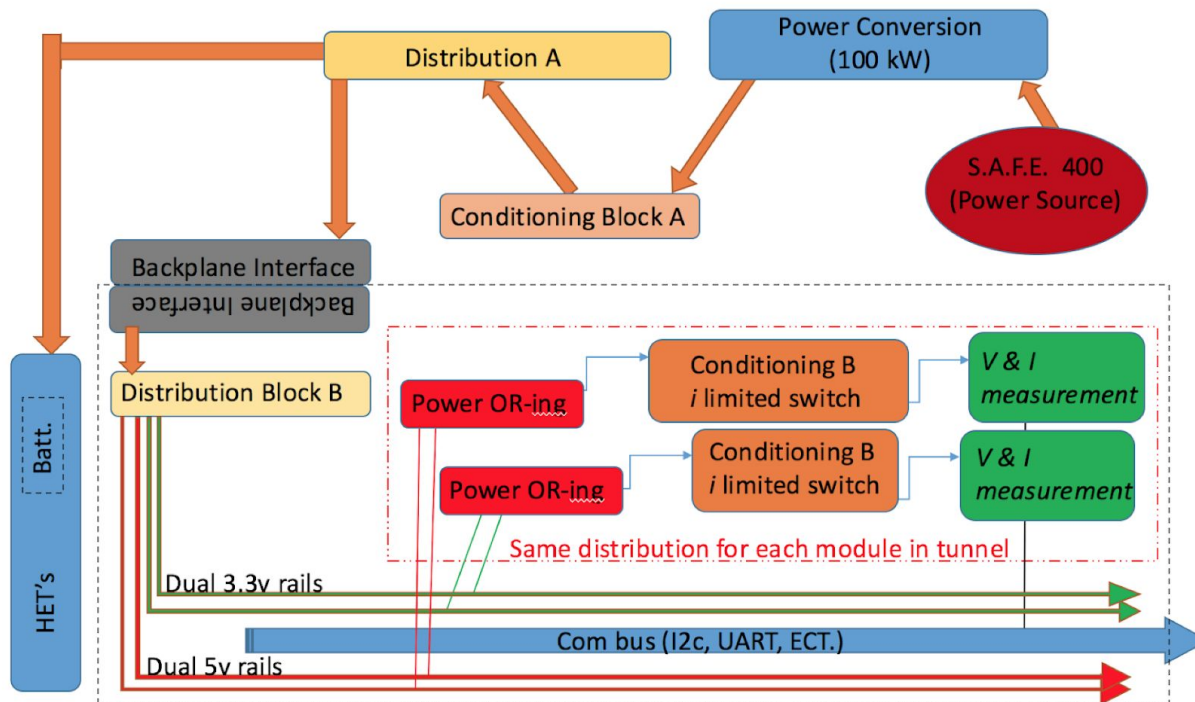 Power Conversion
(100 kW)
Distribution A
S.A.F.E. 400
(Power Source)
Conditioning Block A
Backplane Interface
Backplane Interface
Distribution Block B
Conditioning B
i limited switch
V & I
measurement
Power OR-ing
Conditioning B
i limited switch
V & I
measurement
Power OR-ing
Same distribution for each module in tunnel
Batt.
HET's
Dual 3.3v rails
Com bus (I2c, UART, ECT.)
Dual 5v rails